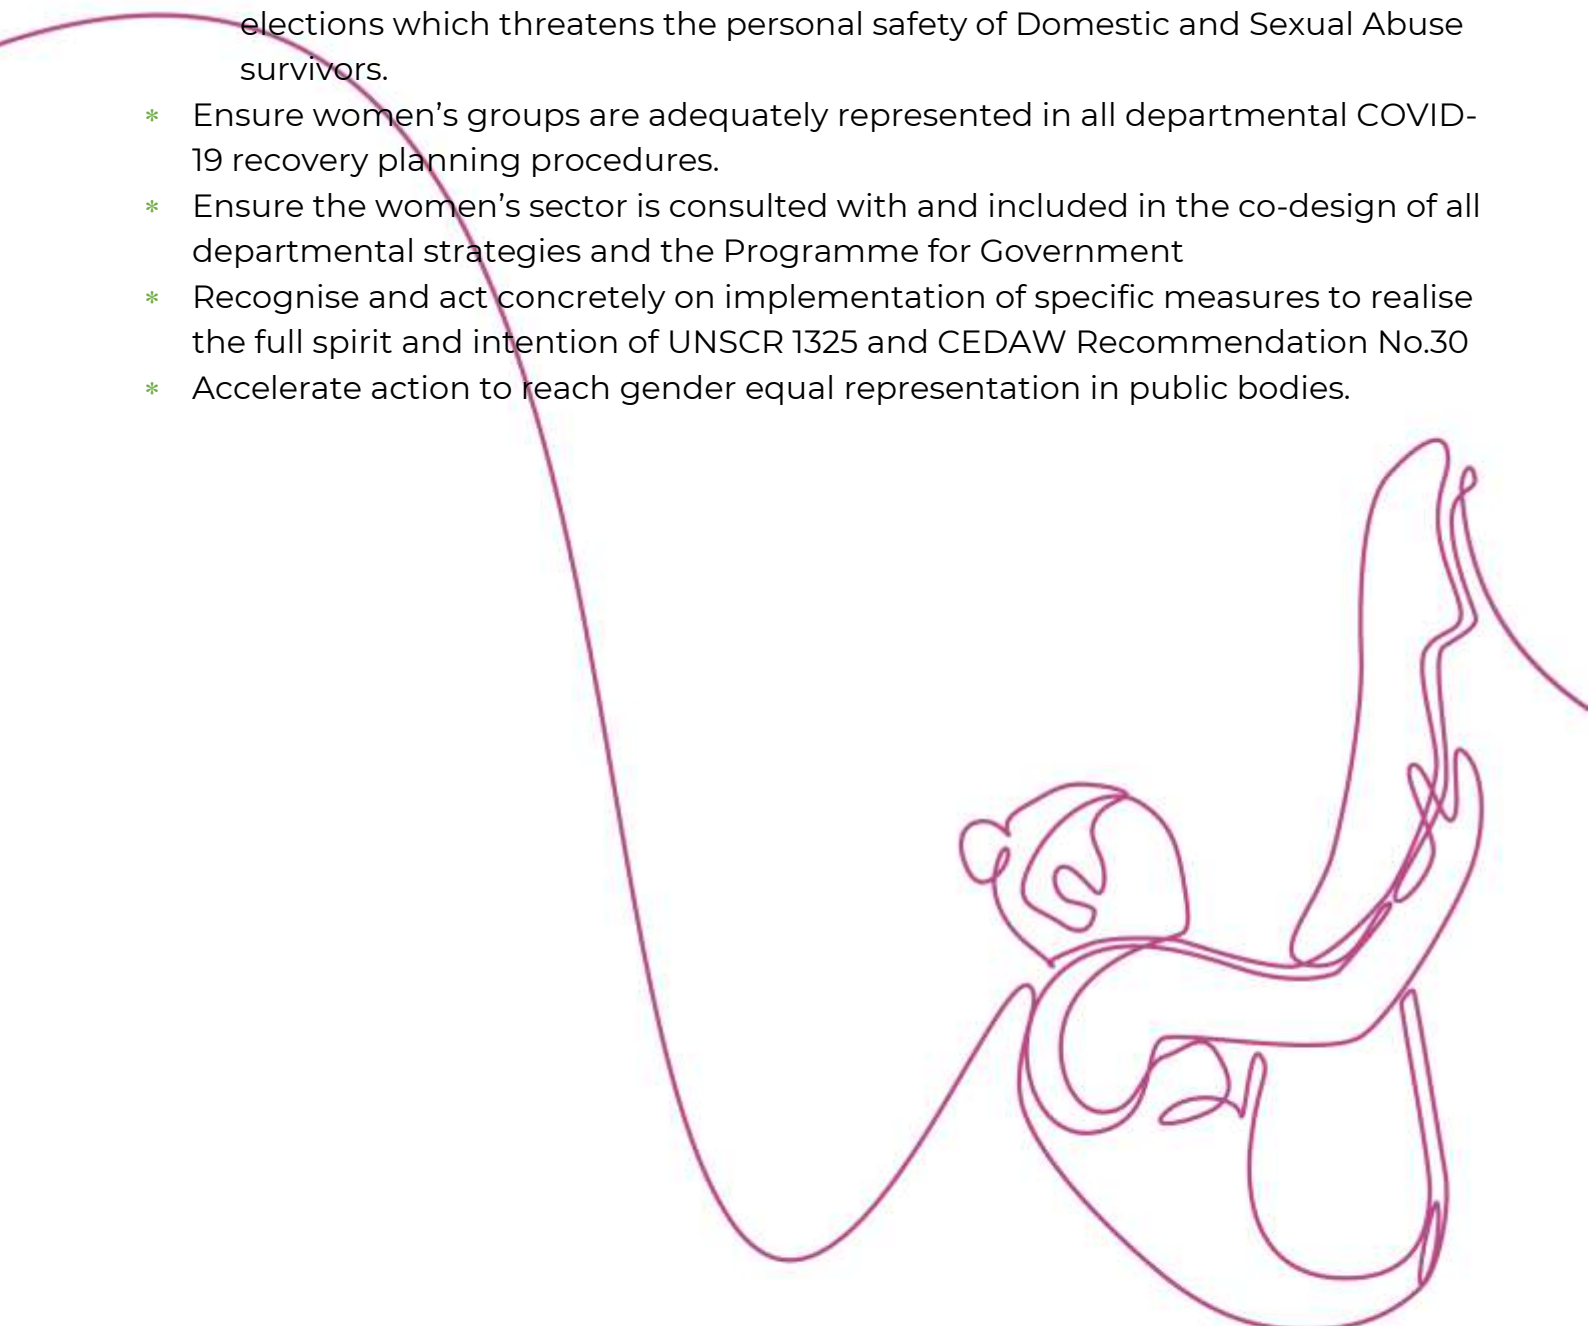 elections which threatens the personal safety of Domestic and Sexual Abuse
survivors.
* Ensure women’s groups are adequately represented in all departmental COVID-
19 recovery planning procedures.
* Ensure the women’s sector is consulted with and included in the co-design of all
departmental strategies and the Programme for Government
* Recognise and act concretely on implementation of specific measures to realise
the full spirit and intention of UNSCR 1325 and CEDAW Recommendation No.30
* Accelerate action to reach gender equal representation in public bodies.